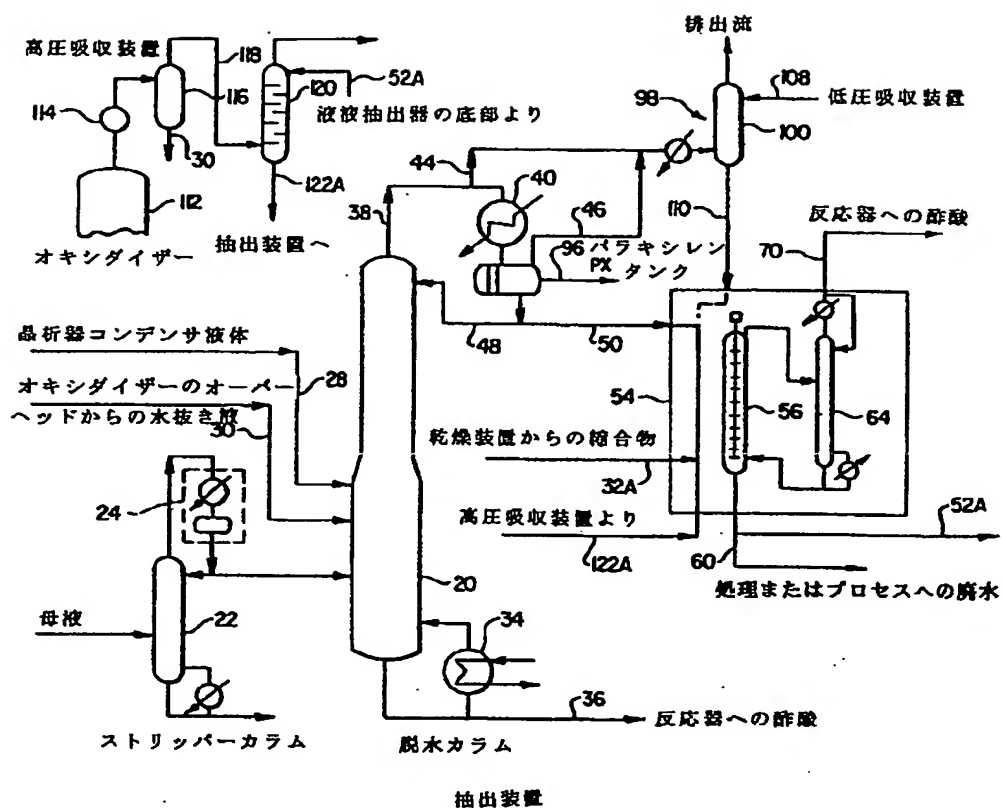 排出流
高圧吸収装置
118
52A
108
116
120
98
低圧吸収装置
114
液液抽出器の底部より
100
30
44
40
122A
38
46
110
反応器への酢酸
112
96
パラキシレン
70
抽出装置へ
PX
タンク
オキシダイザー
晶析器コンデンサ液体
48
50
28
54
56
64
オキシダイザーのオーバー
ヘッドからの水抜き液
30
乾燥装置からの縮合物
32A
24
高圧吸収装置より
52A
122A
60
20
処理またはプロセスへの廃水
母液
22
34
36
反応器への酢酸
ストリッパーカラム
脱水カラム
抽出装置